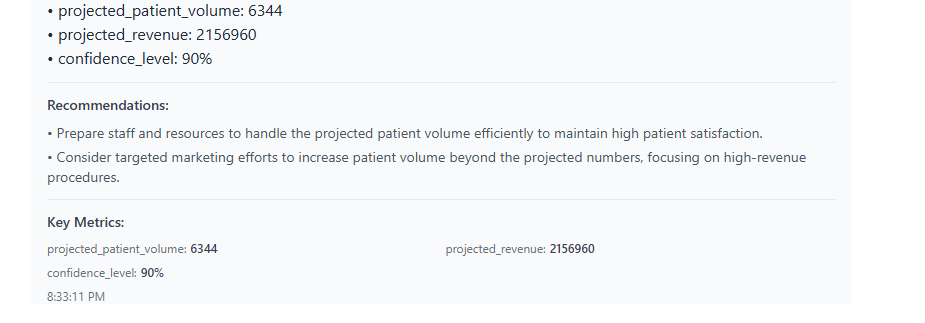 • projected_patient_volume: 6344
• projected_revenue: 2156960
• confidence_level: 90%
Recommendations:
• Prepare staff and resources to handle the projected patient volume efficiently to maintain high patient satisfaction.
• Consider targeted marketing efforts to increase patient volume beyond the projected numbers, focusing on high-revenue
procedures.
Key Metrics:
projected_patient_volume: 6344 projected_revenue: 2156960
confidence_level: 90%
8:33:11 PM